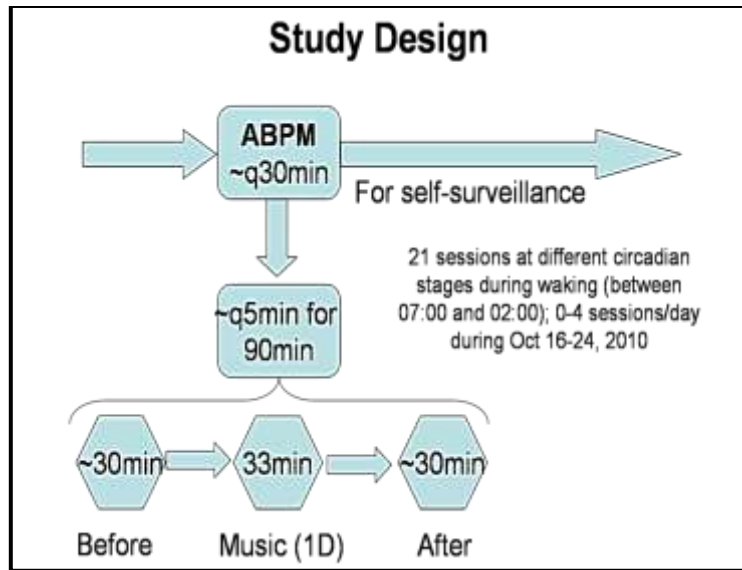 Study Design
ABPM
~q30min
For self-surveillance
21 sessions at different circadian
stages during waking (between
07:00 and 02:00); 0-4 sessions/day
during Oct 16-24, 2010
~q5min for
90min
~30min
33min
~30min
Before
Music (1D)
After